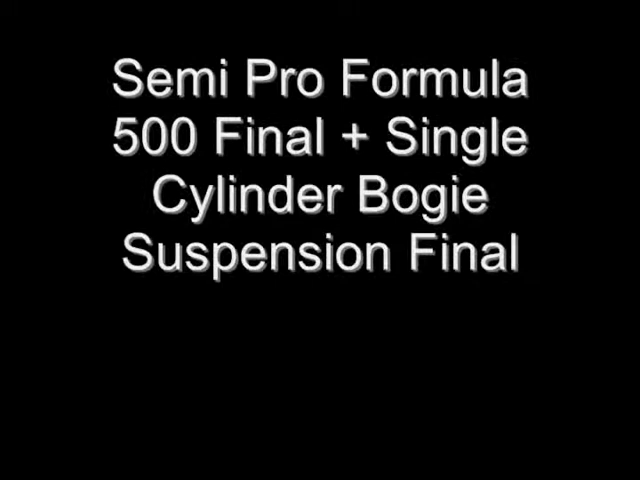 Semi Pro Formula
500 Final + Single
Cylinder Bogie
Suspension Final